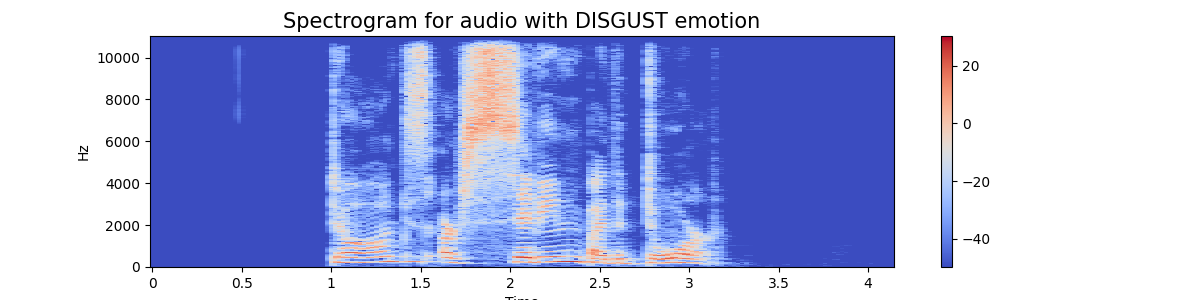 Spectrogram for audio with DISGUST emotion
10000
8000
6000
4000
2000
0
Hz
0 0.5 1 1.5 2 2.5 3 3.5 4
Time
20
0
−20
−40